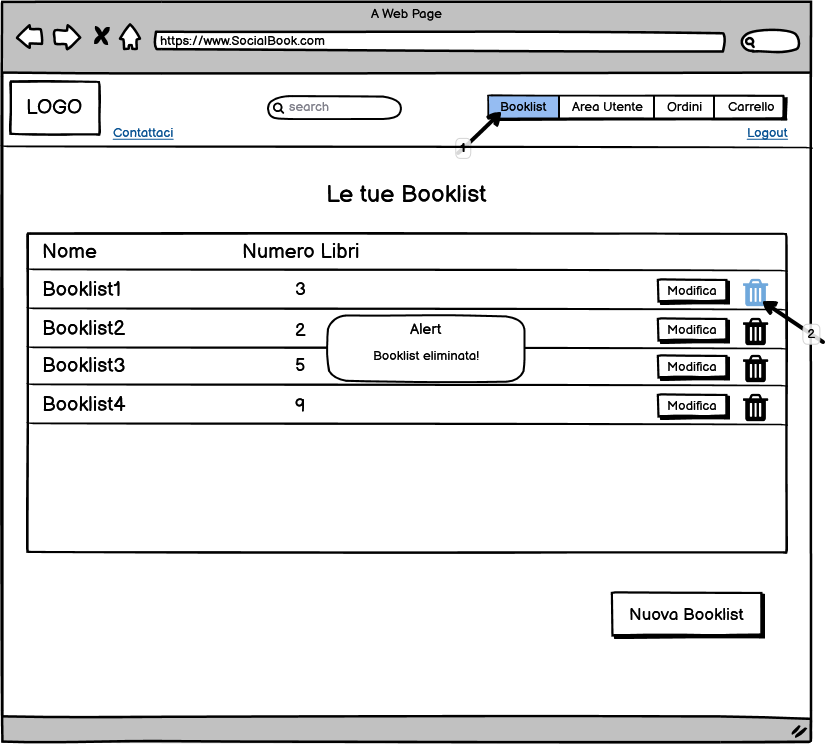 A Web Page
https://www.SocialBook.com
LOGO
search
Booklist Area Utente Ordini Carrello
Contattaci
Logout
1
Le tue Booklist
Nome Numero Libri
Booklist1 3 Modifica
Booklist2 2 Modifica
2
Alert
Booklist eliminata!
Booklist3 5 Modifica
Booklist4 9 Modifica
Nuova Booklist